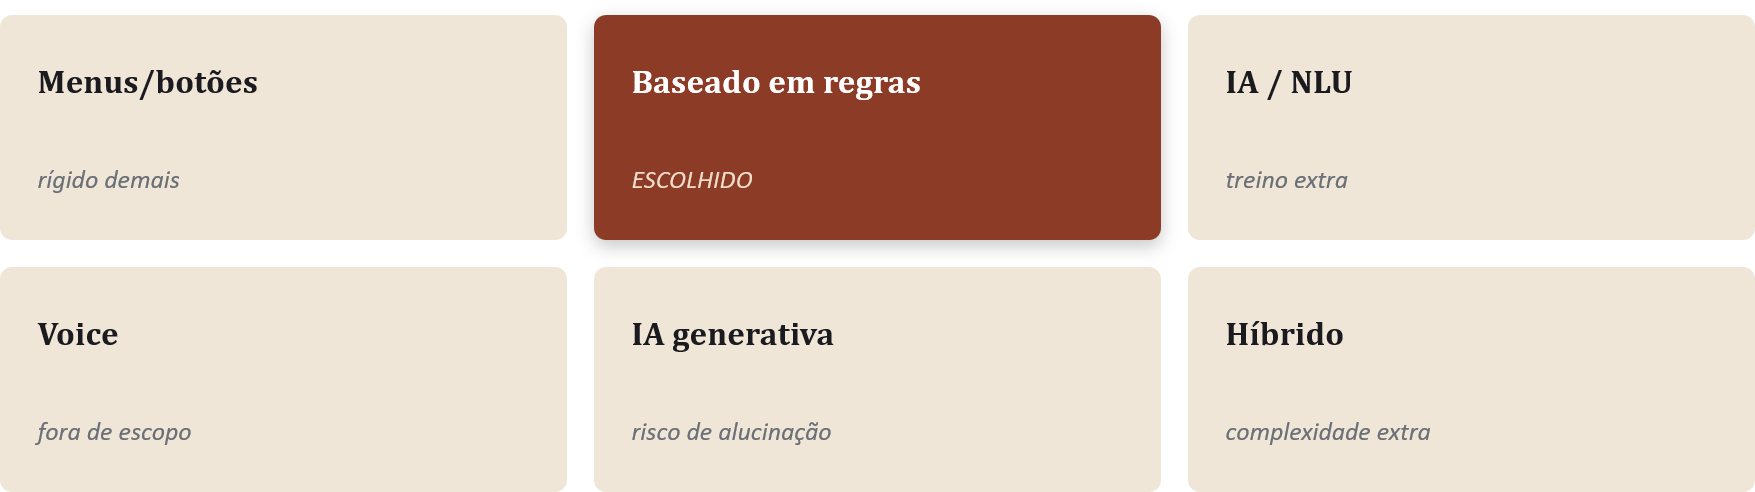 Menus/botões
rígido demais
Baseado em regras
ESCOLHIDO
IA / NLU
treino extra
Voice
fora de escopo
IA generativa
risco de alucinação
Híbrido
complexidade extra